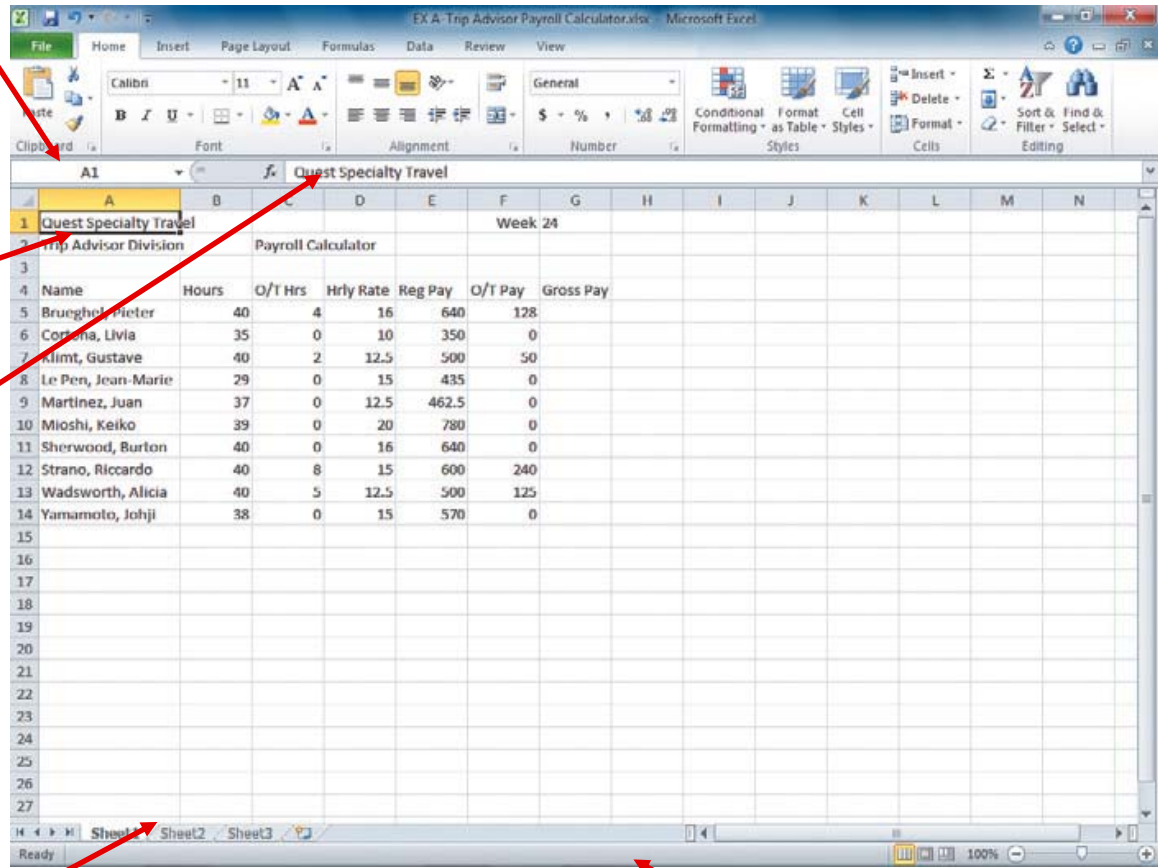 EX A-Trip Advisor Payroll Calculator.xlsx - Microsoft Excel
File Home Insert Page Layout Formulas Data Review View
Calibri 11 A A General Insert
Delete
B I U A $ % , Conditional Format Cell Format Sort & Find &
Formatting as Table Styles Filter Select
Font Alignment Number Styles Cells Editing
A1 fx Quest Specialty Travel
A B C D E F G H I J K L M N
1 Quest Specialty Travel Week 24
2 Trip Advisor Division Payroll Calculator
3
4 Name Hours O/T Hrs Hrly Rate Reg Pay O/T Pay Gross Pay
5 Brueghel, Pieter 40 4 16 640 128
6 Cortona, Livia 35 0 10 350 0
7 Klimt, Gustave 40 2 12.5 500 50
8 Le Pen, Jean-Marie 29 0 15 435 0
9 Martinez, Juan 37 0 12.5 462.5 0
10 Mioshi, Keiko 39 0 20 780 0
11 Sherwood, Burton 40 0 16 640 0
12 Strano, Riccardo 40 8 15 600 240
13 Wadsworth, Alicia 40 5 12.5 500 125
14 Yamamoto, Johji 38 0 15 570 0
15
16
17
18
19
20
21
22
23
24
25
26
27
Sheet1 Sheet2 Sheet3
Ready 100%